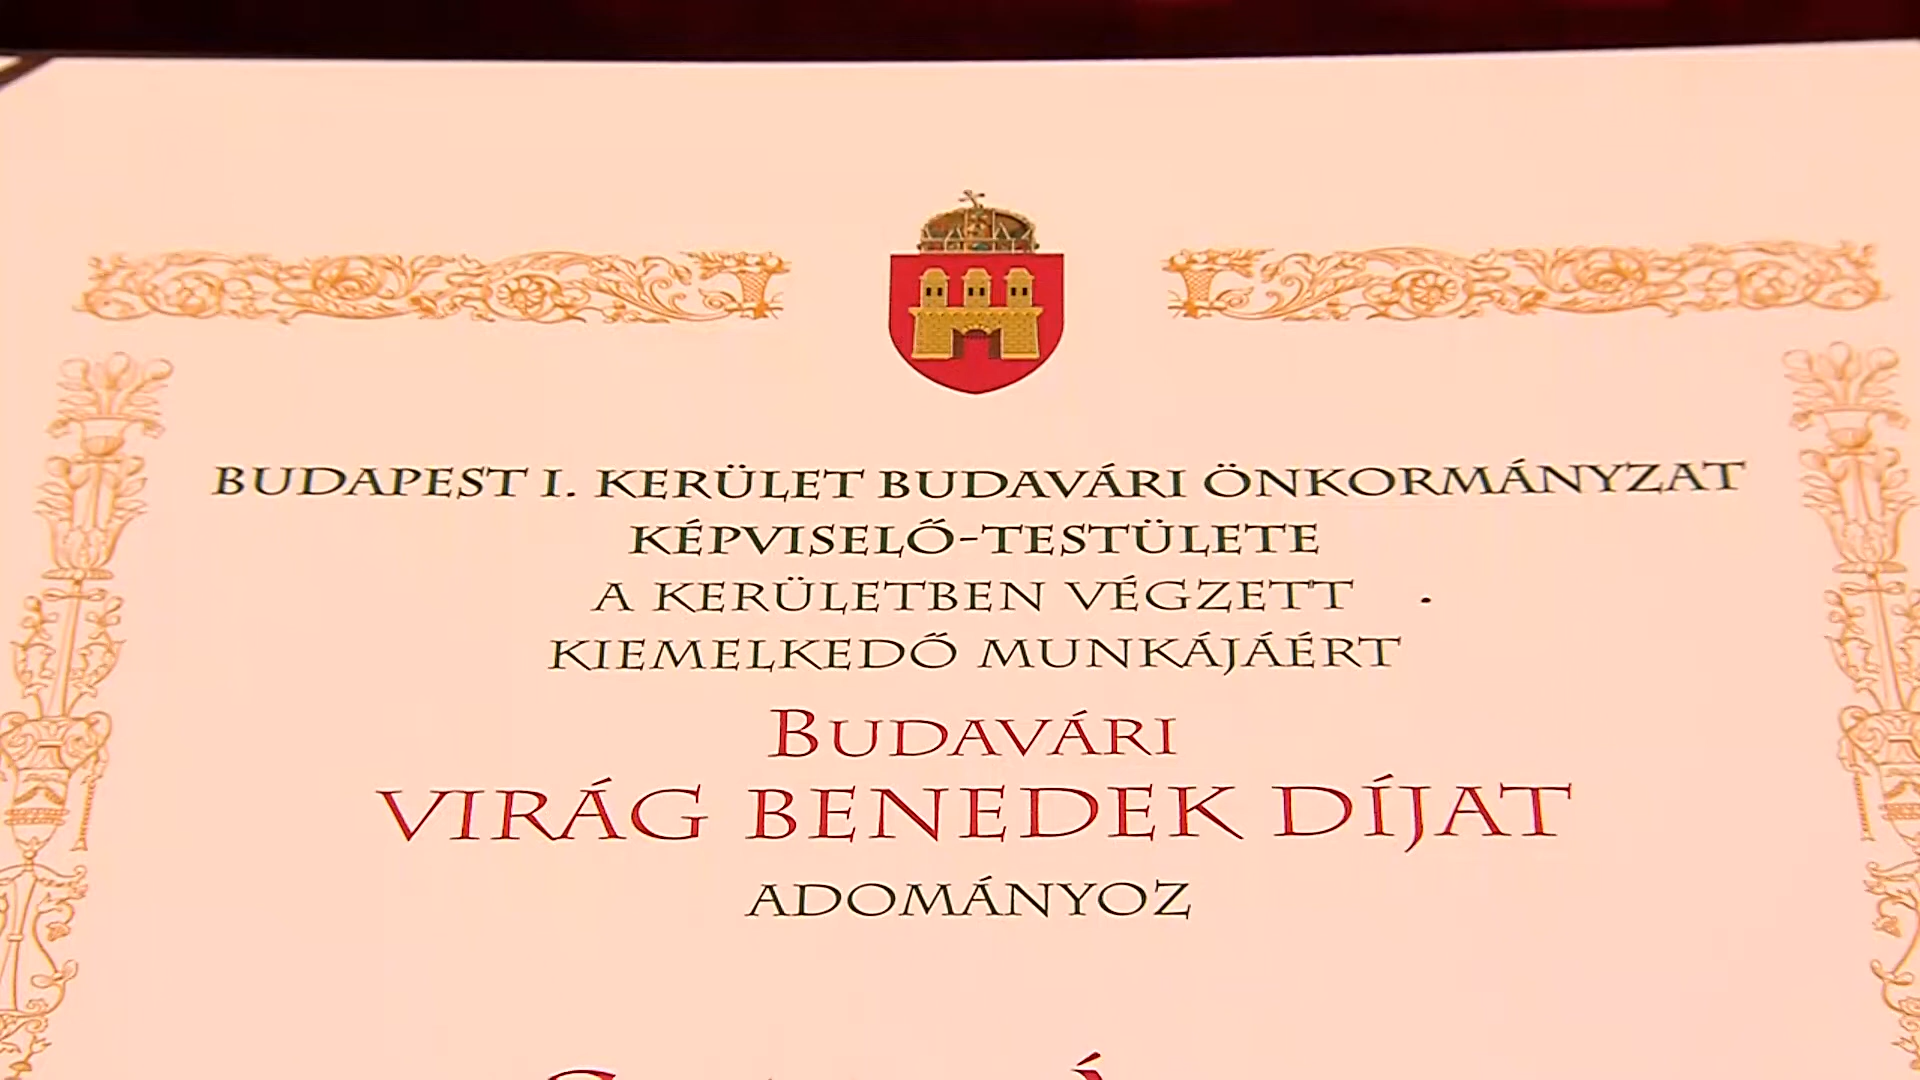 BUDAPEST I. KERÜLET BUDAVÁRI ÖNKORMÁNYZAT
KÉPVISELŐ-TESTÜLETE
A KERÜLETBEN VÉGZETT
KIEMELKEDŐ MUNKÁJÁÉRT
BUDAVÁRI
VIRÁG BENEDEK DÍJAT
ADOMÁNYOZ